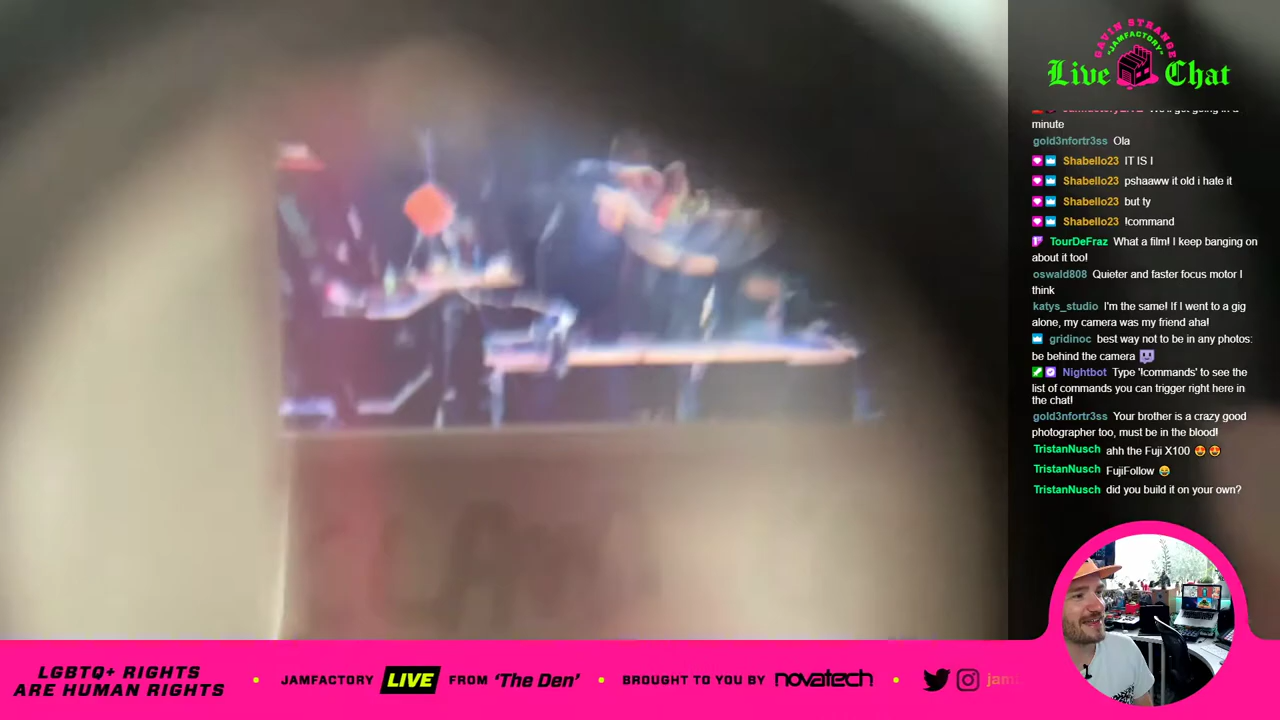 GAVIN STRANGE
"JAMFACTORY"
Live Chat
minute
gold3nfortr3ss Ola
Shabello23 IT IS I
Shabello23 pshaaww it old i hate it
Shabello23 but ty
Shabello23 !command
TourDeFraz What a film! I keep banging on
about it too!
oswald808 Quieter and faster focus motor I
think
katys_studio I'm the same! If I went to a gig
alone, my camera was my friend aha!
gridinoc best way not to be in any photos:
be behind the camera
Nightbot Type '!commands' to see the
list of commands you can trigger right here in
the chat!
gold3nfortr3ss Your brother is a crazy good
photographer too, must be in the blood!
TristanNusch ahh the Fuji X100
TristanNusch FujiFollow
TristanNusch did you build it on your own?
LGBTQ+ RIGHTS
ARE HUMAN RIGHTS
JAMFACTORY LIVE FROM 'The Den'
BROUGHT TO YOU BY novatech